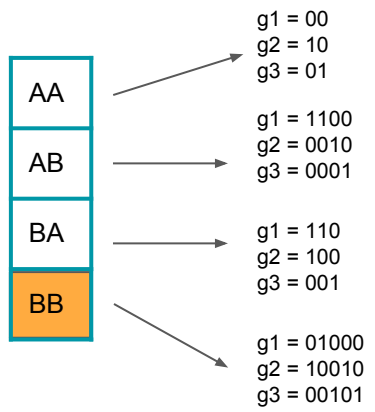 AA
g1 = 00
g2 = 10
g3 = 01
AB
g1 = 1100
g2 = 0010
g3 = 0001
BA
g1 = 110
g2 = 100
g3 = 001
BB
g1 = 01000
g2 = 10010
g3 = 00101